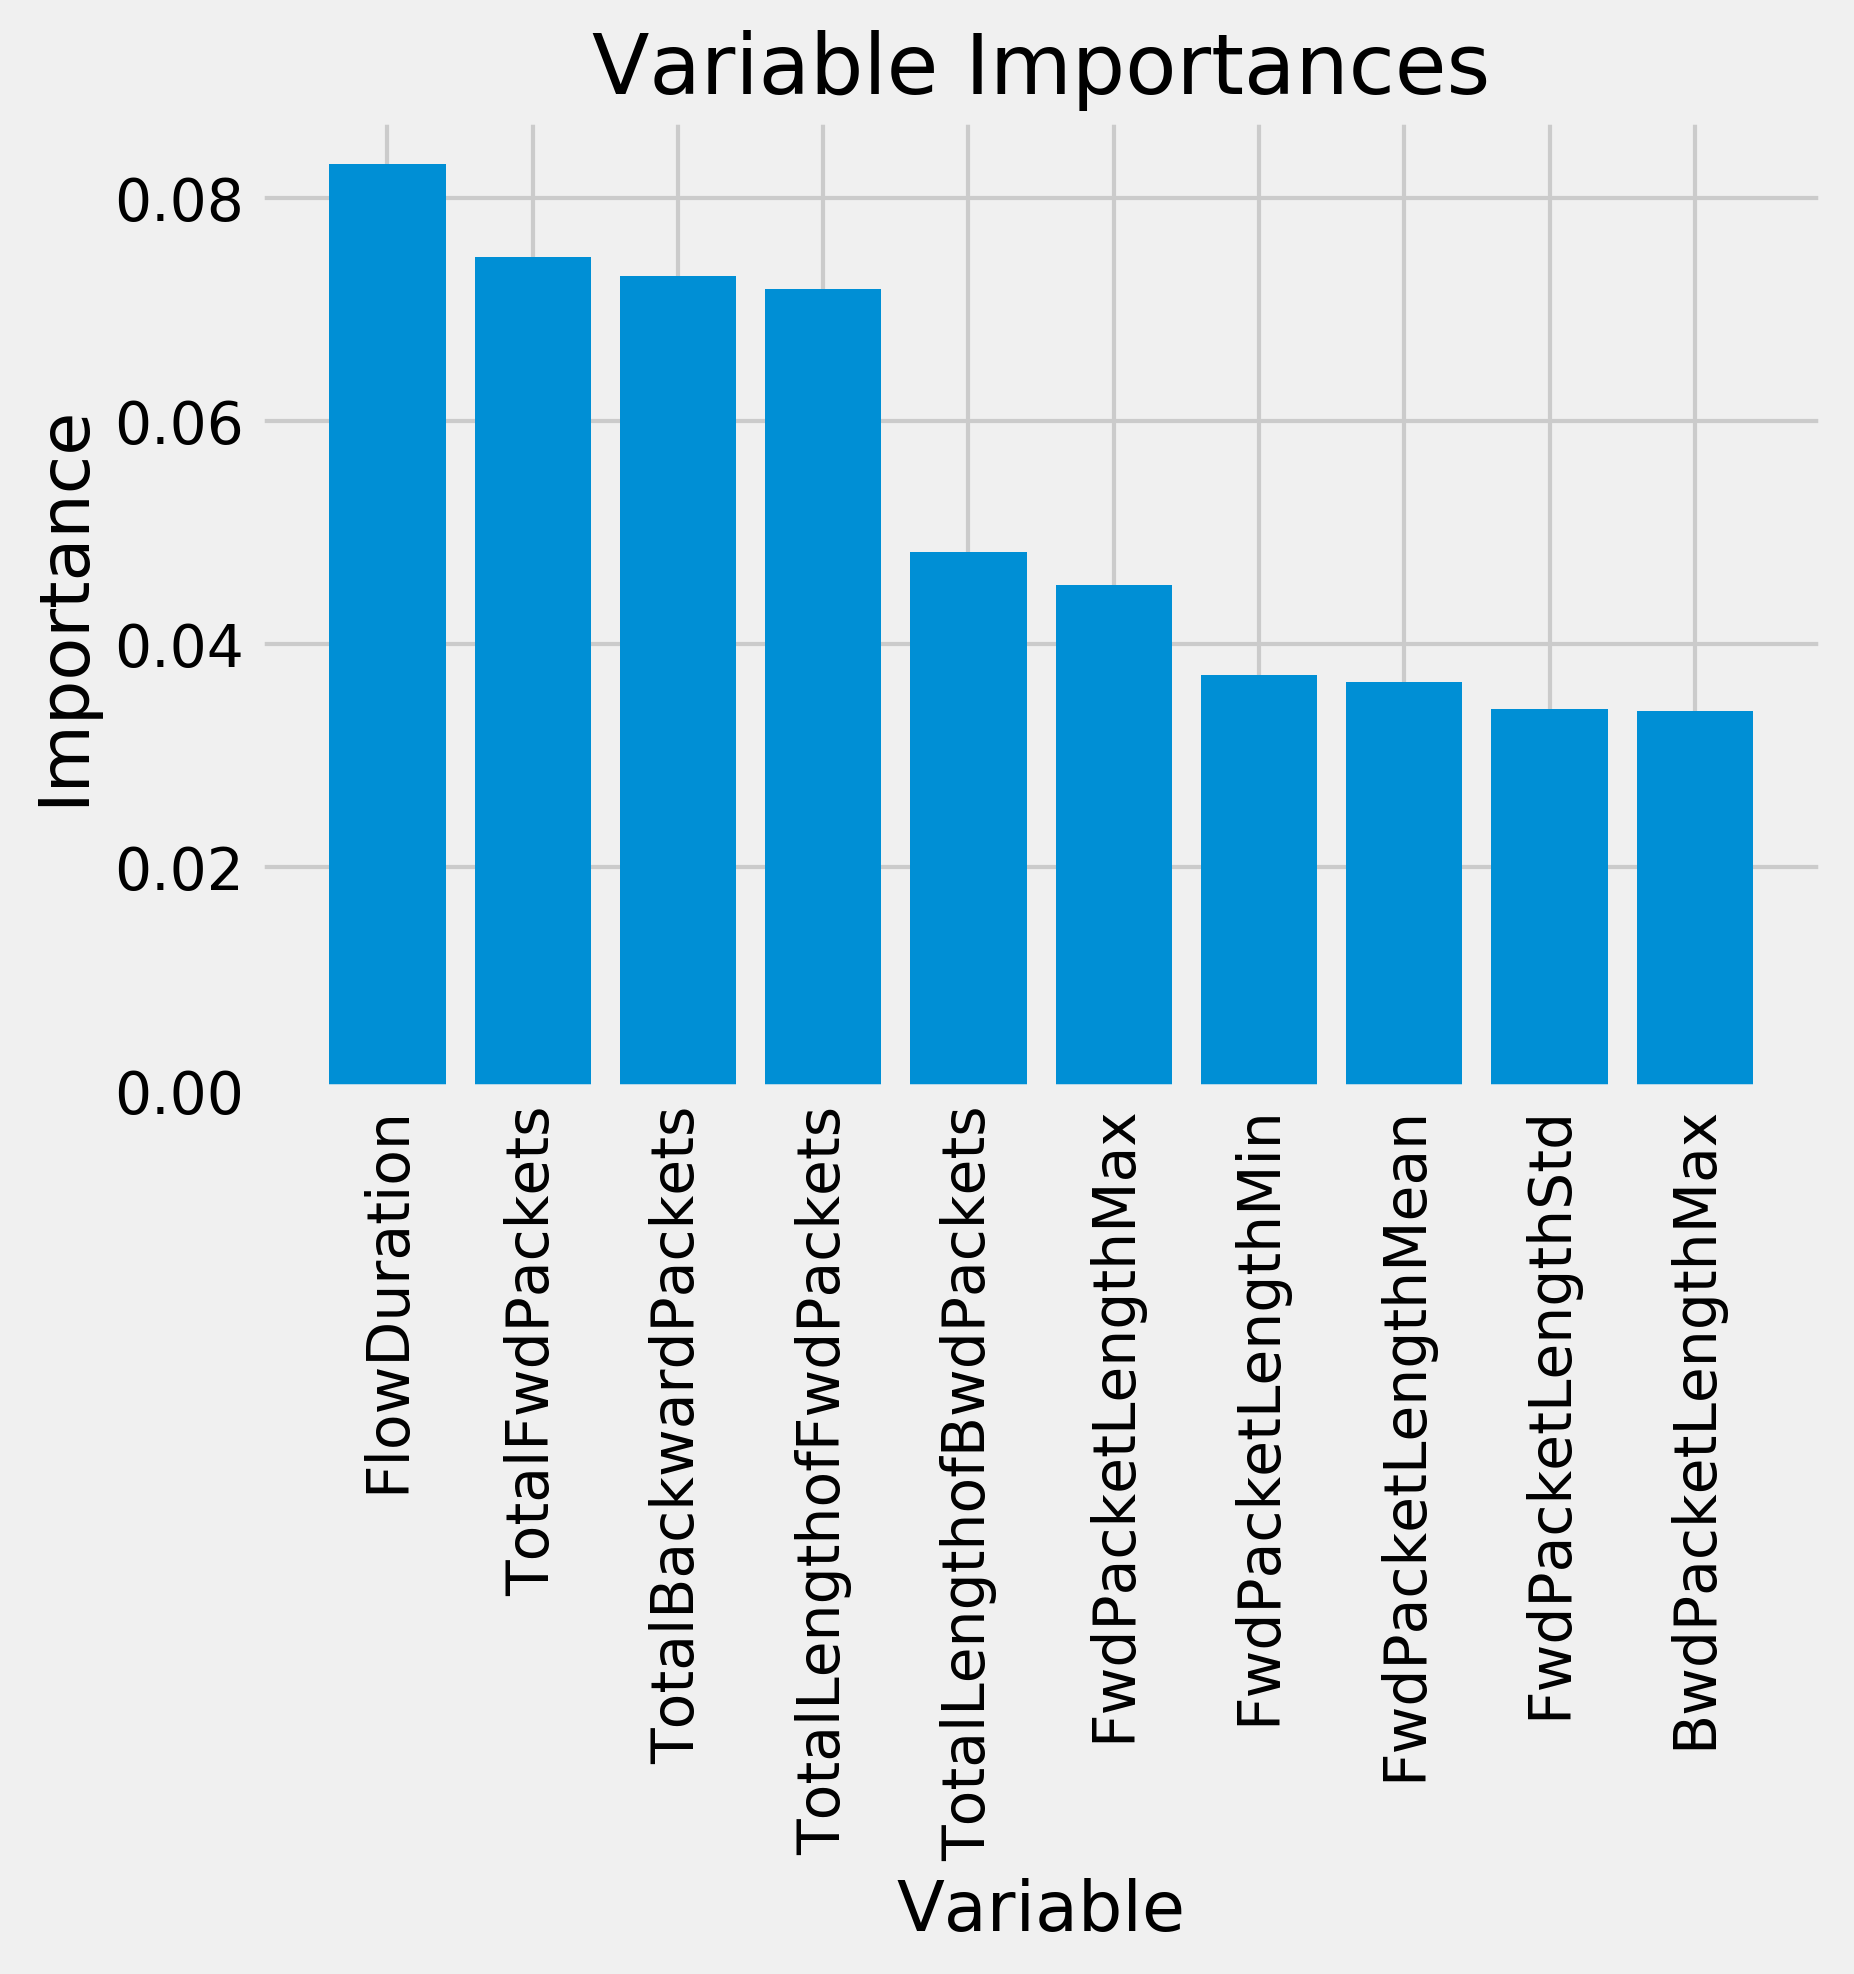 Variable Importances
Importance
0.08
0.06
0.04
0.02
0.00
FlowDuration
TotalFwdPackets
TotalBackwardPackets
TotalLengthofFwdPackets
TotalLengthofBwdPackets
FwdPacketLengthMax
FwdPacketLengthMin
FwdPacketLengthMean
FwdPacketLengthStd
BwdPacketLengthMax
Variable